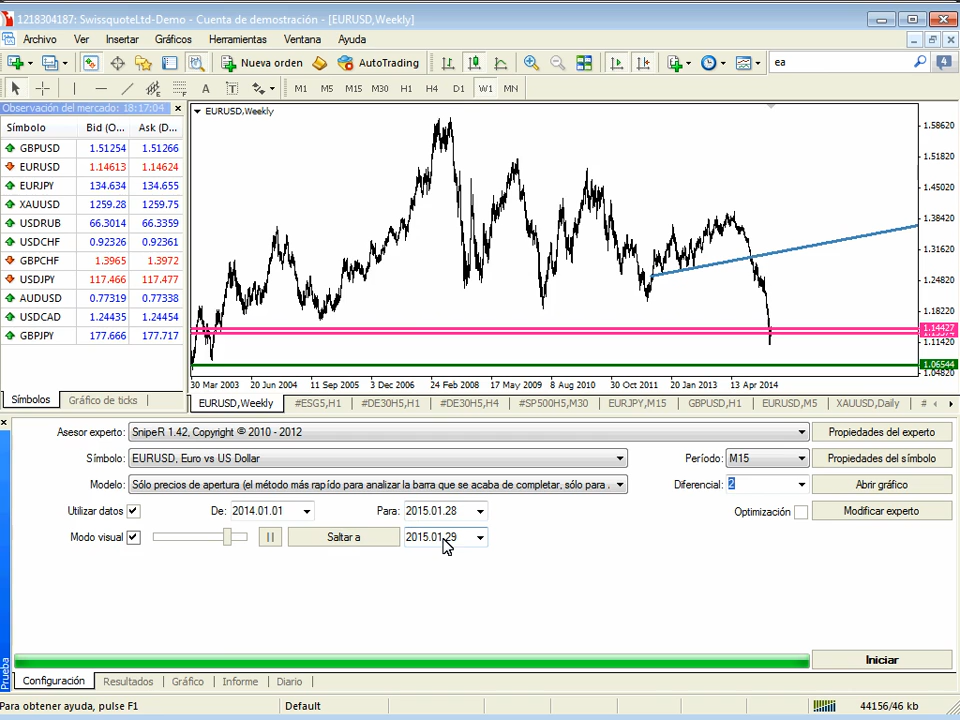 1218304187: SwissquoteLtd-Demo - Cuenta de demostración - [EURUSD,Weekly]
Archivo Ver Insertar Gráficos Herramientas Ventana Ayuda
Nueva orden AutoTrading ea 4
A T M1 M5 M15 M30 H1 H4 D1 W1 MN
Observación del mercado: 18:17:04
Símbolo Bid (O... Ask (D...
GBPUSD 1.51254 1.51266
EURUSD 1.14613 1.14624
EURJPY 134.634 134.655
XAUUSD 1259.28 1259.75
USDRUB 66.3014 66.3359
USDCHF 0.92326 0.92361
GBPCHF 1.3965 1.3972
USDJPY 117.466 117.477
AUDUSD 0.77319 0.77338
USDCAD 1.24435 1.24454
GBPJPY 177.666 177.717
Símbolos Gráfico de ticks
EURUSD,Weekly
1.58620
1.51820
1.45020
1.38420
1.31620
1.24820
1.18220
1.14427
1.11420
1.06544
1.04820
30 Mar 2003 20 Jun 2004 11 Sep 2005 3 Dec 2006 24 Feb 2008 17 May 2009 8 Aug 2010 30 Oct 2011 20 Jan 2013 13 Apr 2014
EURUSD,Weekly #ESG5,H1 #DE30H5,H1 #DE30H5,H4 #SP500H5,M30 EURJPY,M15 GBPUSD,H1 EURUSD,M5 XAUUSD,Daily #
Asesor experto: SnipeR 1.42, Copyright © 2010 - 2012 Propiedades del experto
Símbolo: EURUSD, Euro vs US Dollar Período: M15 Propiedades del símbolo
Modelo: Sólo precios de apertura (el método más rapido para analizar la barra que se acaba de completar, sólo para . Diferencial: 2 Abrir gráfico
Utilizar datos De: 2014.01.01 Para: 2015.01.28 Optimización Modificar experto
Modo visual Saltar a 2015.01.29
Iniciar
Prueba
Configuración Resultados Gráfico Informe Diario
Para obtener ayuda, pulse F1 Default 44156/46 kb